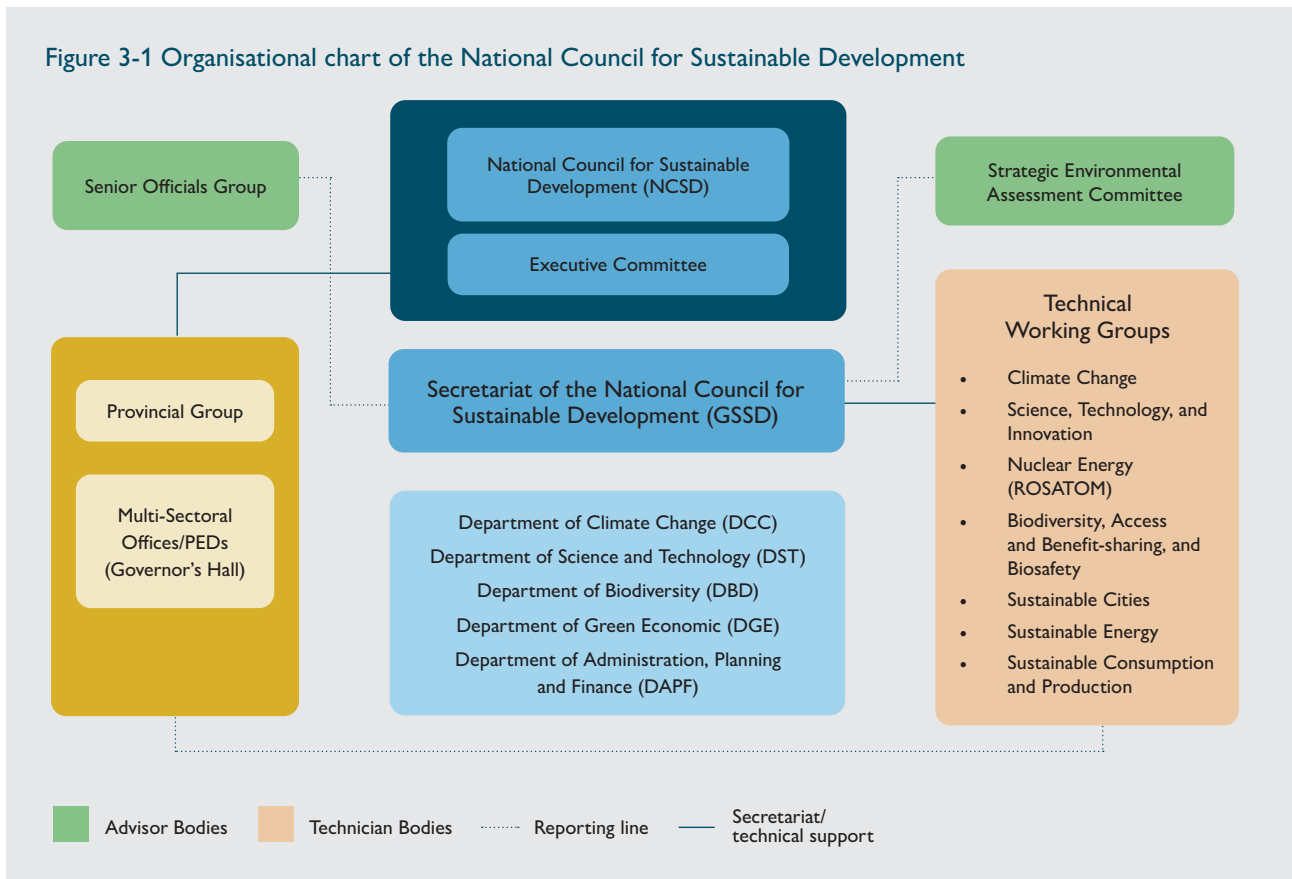 Figure 3-1 Organisational chart of the National Council for Sustainable Development
Senior Officials Group
National Council for Sustainable
Development (NCSD)
Executive Committee
Strategic Environmental
Assessment Committee
Provincial Group
Multi-Sectoral
Offices/PEDs
(Governor's Hall)
Secretariat of the National Council for
Sustainable Development (GSSD)
Department of Climate Change (DCC)
Department of Science and Technology (DST)
Department of Biodiversity (DBD)
Department of Green Economic (DGE)
Department of Administration, Planning
and Finance (DAPF)
Technical
Working Groups
• Climate Change
• Science, Technology, and
Innovation
• Nuclear Energy
(ROSATOM)
• Biodiversity, Access
and Benefit-sharing, and
Biosafety
• Sustainable Cities
• Sustainable Energy
• Sustainable Consumption
and Production
Advisor Bodies
Technician Bodies
Reporting line
Secretariat/
technical support